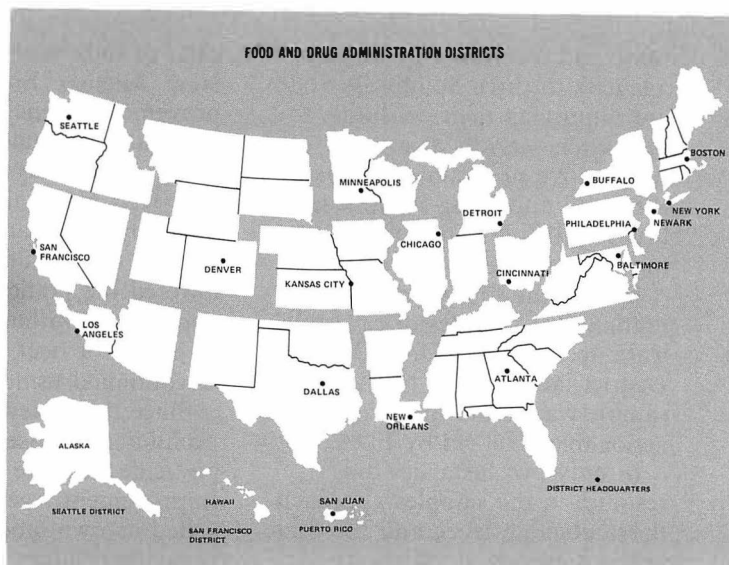 FOOD AND DRUG ADMINISTRATION DISTRICTS
SEATTLE
BOSTON
MINNEAPOLIS
BUFFALO
DETROIT
NEW YORK
PHILADELPHIA
NEWARK
SAN
FRANCISCO
CHICAGO
DENVER
BALTIMORE
CINCINNATI
KANSAS CITY
LOS
ANGELES
ATLANTA
DALLAS
NEW
ORLEANS
ALASKA
DISTRICT HEADQUARTERS
HAWAII
SAN JUAN
SEATTLE DISTRICT
PUERTO RICO
SAN FRANCISCO
DISTRICT